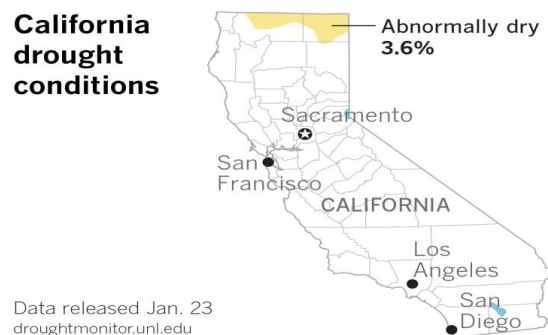 California
drought
conditions
Abnormally dry
3.6%
Sacramento
San
Francisco
CALIFORNIA
Los
Angeles
San
Diego
Data released Jan. 23
droughtmonitor.unl.edu